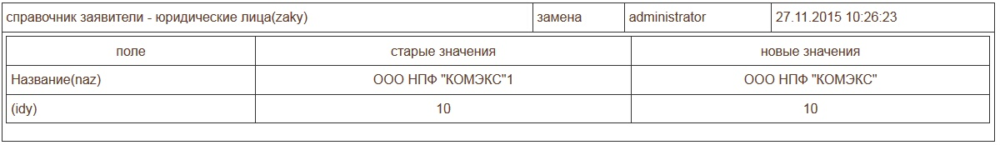 справочник заявители - юридические лица(zaky) замена administrator 27.11.2015 10:26:23
поле старые значения новые значения
Название(naz) ООО НПФ "КОМЭКС"1 ООО НПФ "КОМЭКС"
(idy) 10 10